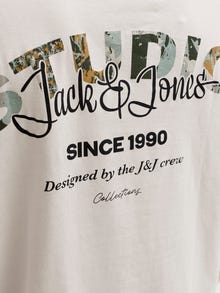 STUDIO
Jack & Jones
SINCE 1990
Designed by the J&J crew
Collections